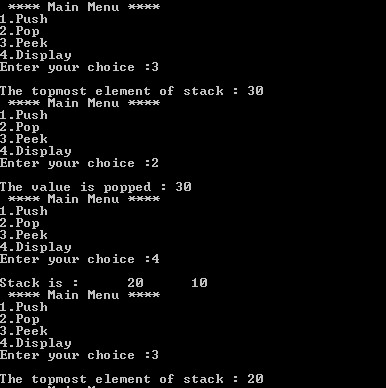 **** Main Menu ****
1.Push
2.Pop
3.Peek
4.Display
Enter your choice :3
The topmost element of stack : 30
**** Main Menu ****
1.Push
2.Pop
3.Peek
4.Display
Enter your choice :2
The value is popped : 30
**** Main Menu ****
1.Push
2.Pop
3.Peek
4.Display
Enter your choice :4
Stack is :      20      10
**** Main Menu ****
1.Push
2.Pop
3.Peek
4.Display
Enter your choice :3
The topmost element of stack : 20